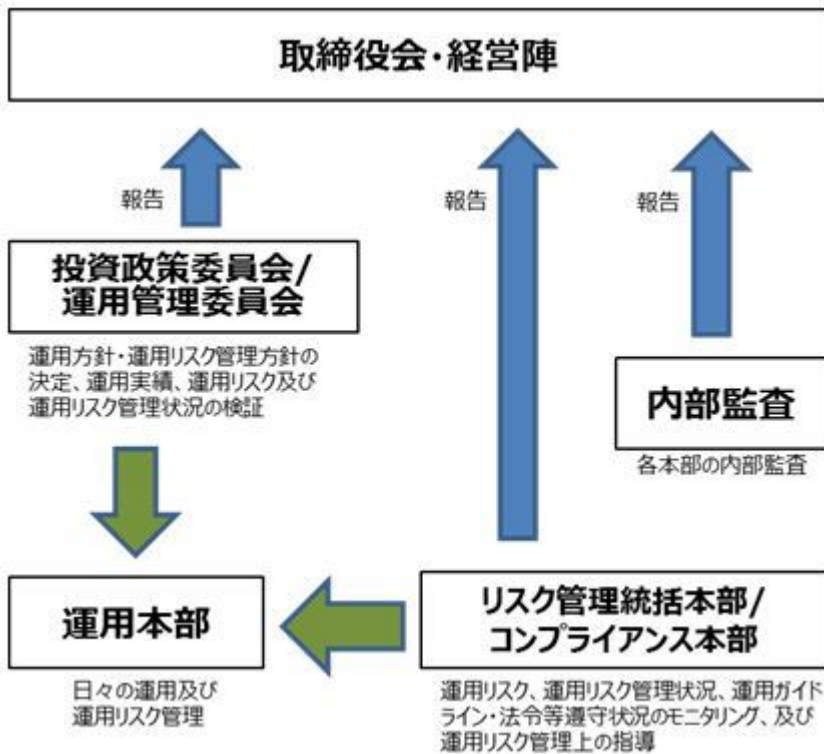 取締役会・経営陣
報告
報告
報告
投資政策委員会/
運用管理委員会
運用方針・運用リスク管理方針の
決定、運用実績、運用リスク及び
運用リスク管理状況の検証
内部監査
各本部の内部監査
運用本部
日々の運用及び
運用リスク管理
リスク管理統括本部/
コンプライアンス本部
運用リスク、運用リスク管理状況、運用ガイド
ライン・法令等遵守状況のモニタリング、及び
運用リスク管理上の指導